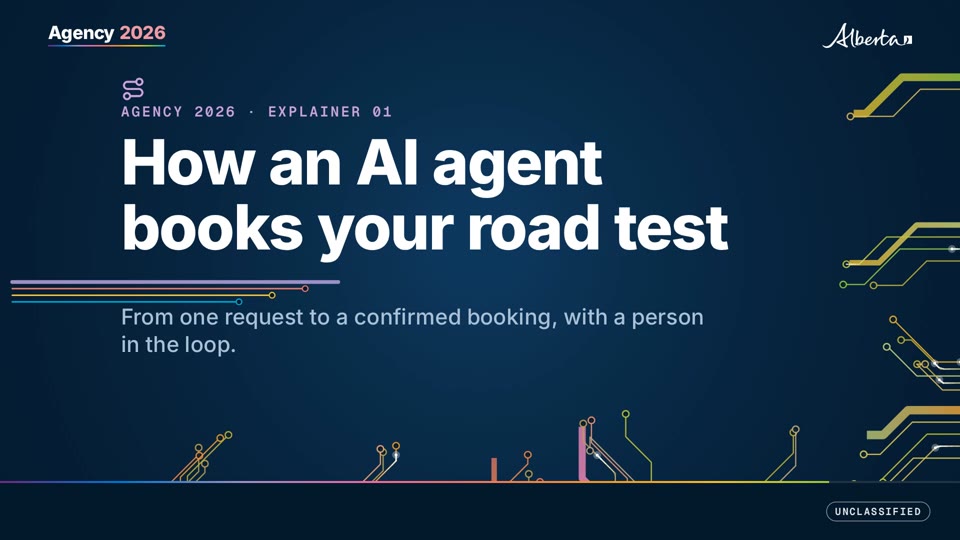 Agency 2026
Alberta
AGENCY 2026 · EXPLAINER 01
How an AI agent
books your road test
From one request to a confirmed booking, with a person
in the loop.
UNCLASSIFIED